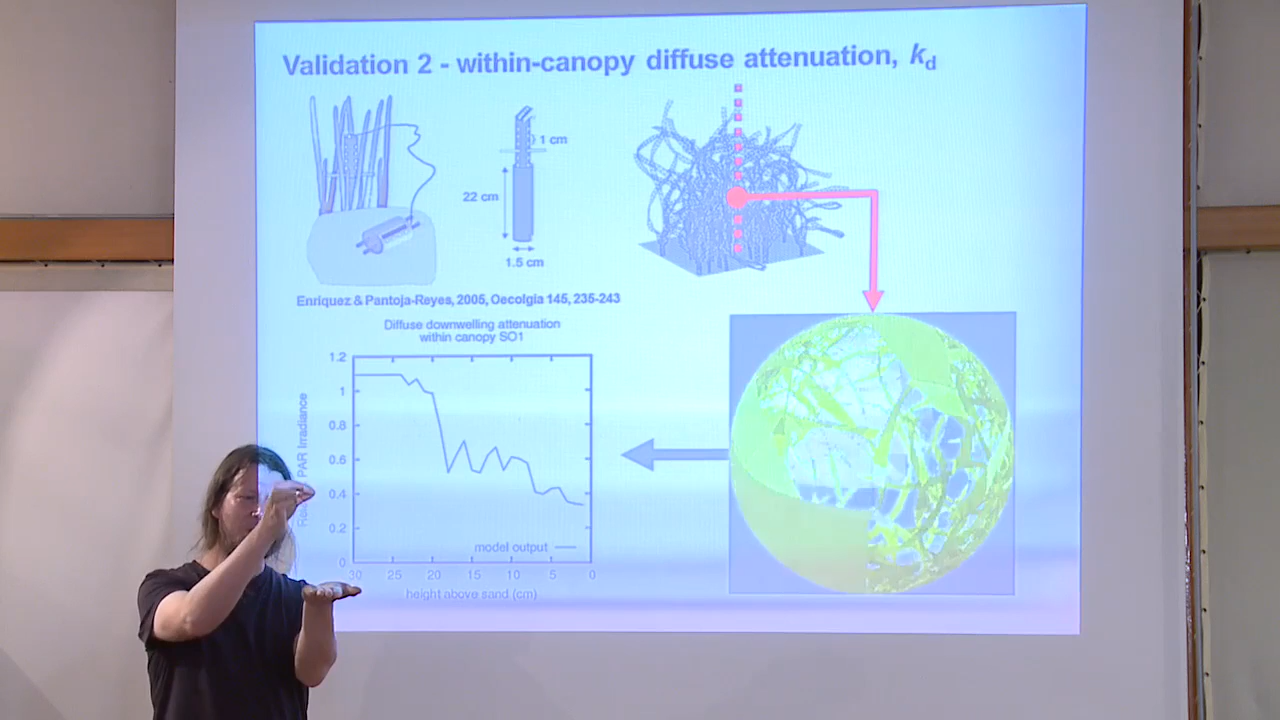 Validation 2 - within-canopy diffuse attenuation, kd
1 cm
22 cm
1.5 cm
Enriquez & Pantoja-Reyes, 2005, Oecolgia 145, 235-243
Diffuse downwelling attenuation
within canopy SO1
1.2
1
0.8
0.6
0.4
0.2
0
PAR Irradiance
model output
30 25 20 15 10 5 0
height above sand (cm)